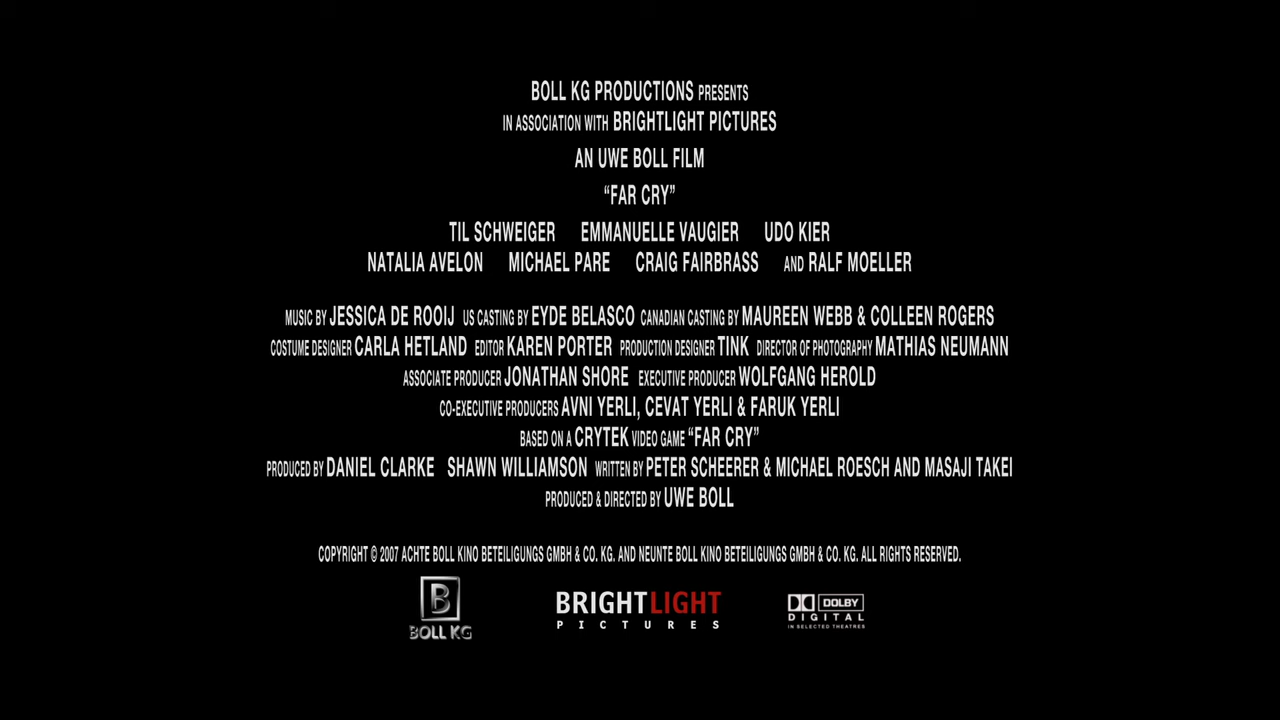 BOLL KG PRODUCTIONS PRESENTS
IN ASSOCIATION WITH BRIGHTLIGHT PICTURES
AN UWE BOLL FILM
“FAR CRY”
TIL SCHWEIGER EMMANUELLE VAUGIER UDO KIER
NATALIA AVELON MICHAEL PARE CRAIG FAIRBRASS AND RALF MOELLER
MUSIC BY JESSICA DE ROOIJ US CASTING BY EYDE BELASCO CANADIAN CASTING BY MAUREEN WEBB & COLLEEN ROGERS
COSTUME DESIGNER CARLA HETLAND EDITOR KAREN PORTER PRODUCTION DESIGNER TINK DIRECTOR OF PHOTOGRAPHY MATHIAS NEUMANN
ASSOCIATE PRODUCER JONATHAN SHORE EXECUTIVE PRODUCER WOLFGANG HEROLD
CO-EXECUTIVE PRODUCERS AVNI YERLI, CEVAT YERLI & FARUK YERLI
BASED ON A CRYTEK VIDEO GAME “FAR CRY”
PRODUCED BY DANIEL CLARKE SHAWN WILLIAMSON WRITTEN BY PETER SCHEERER & MICHAEL ROESCH AND MASAJI TAKEI
PRODUCED & DIRECTED BY UWE BOLL
COPYRIGHT © 2007 ACHTE BOLL KINO BETEILIGUNGS GMBH & CO. KG. AND NEUNTE BOLL KINO BETEILIGUNGS GMBH & CO. KG. ALL RIGHTS RESERVED.
B
BOLL KG
BRIGHTLIGHT
PICTURES
DOLBY
DIGITAL
IN SELECTED THEATRES